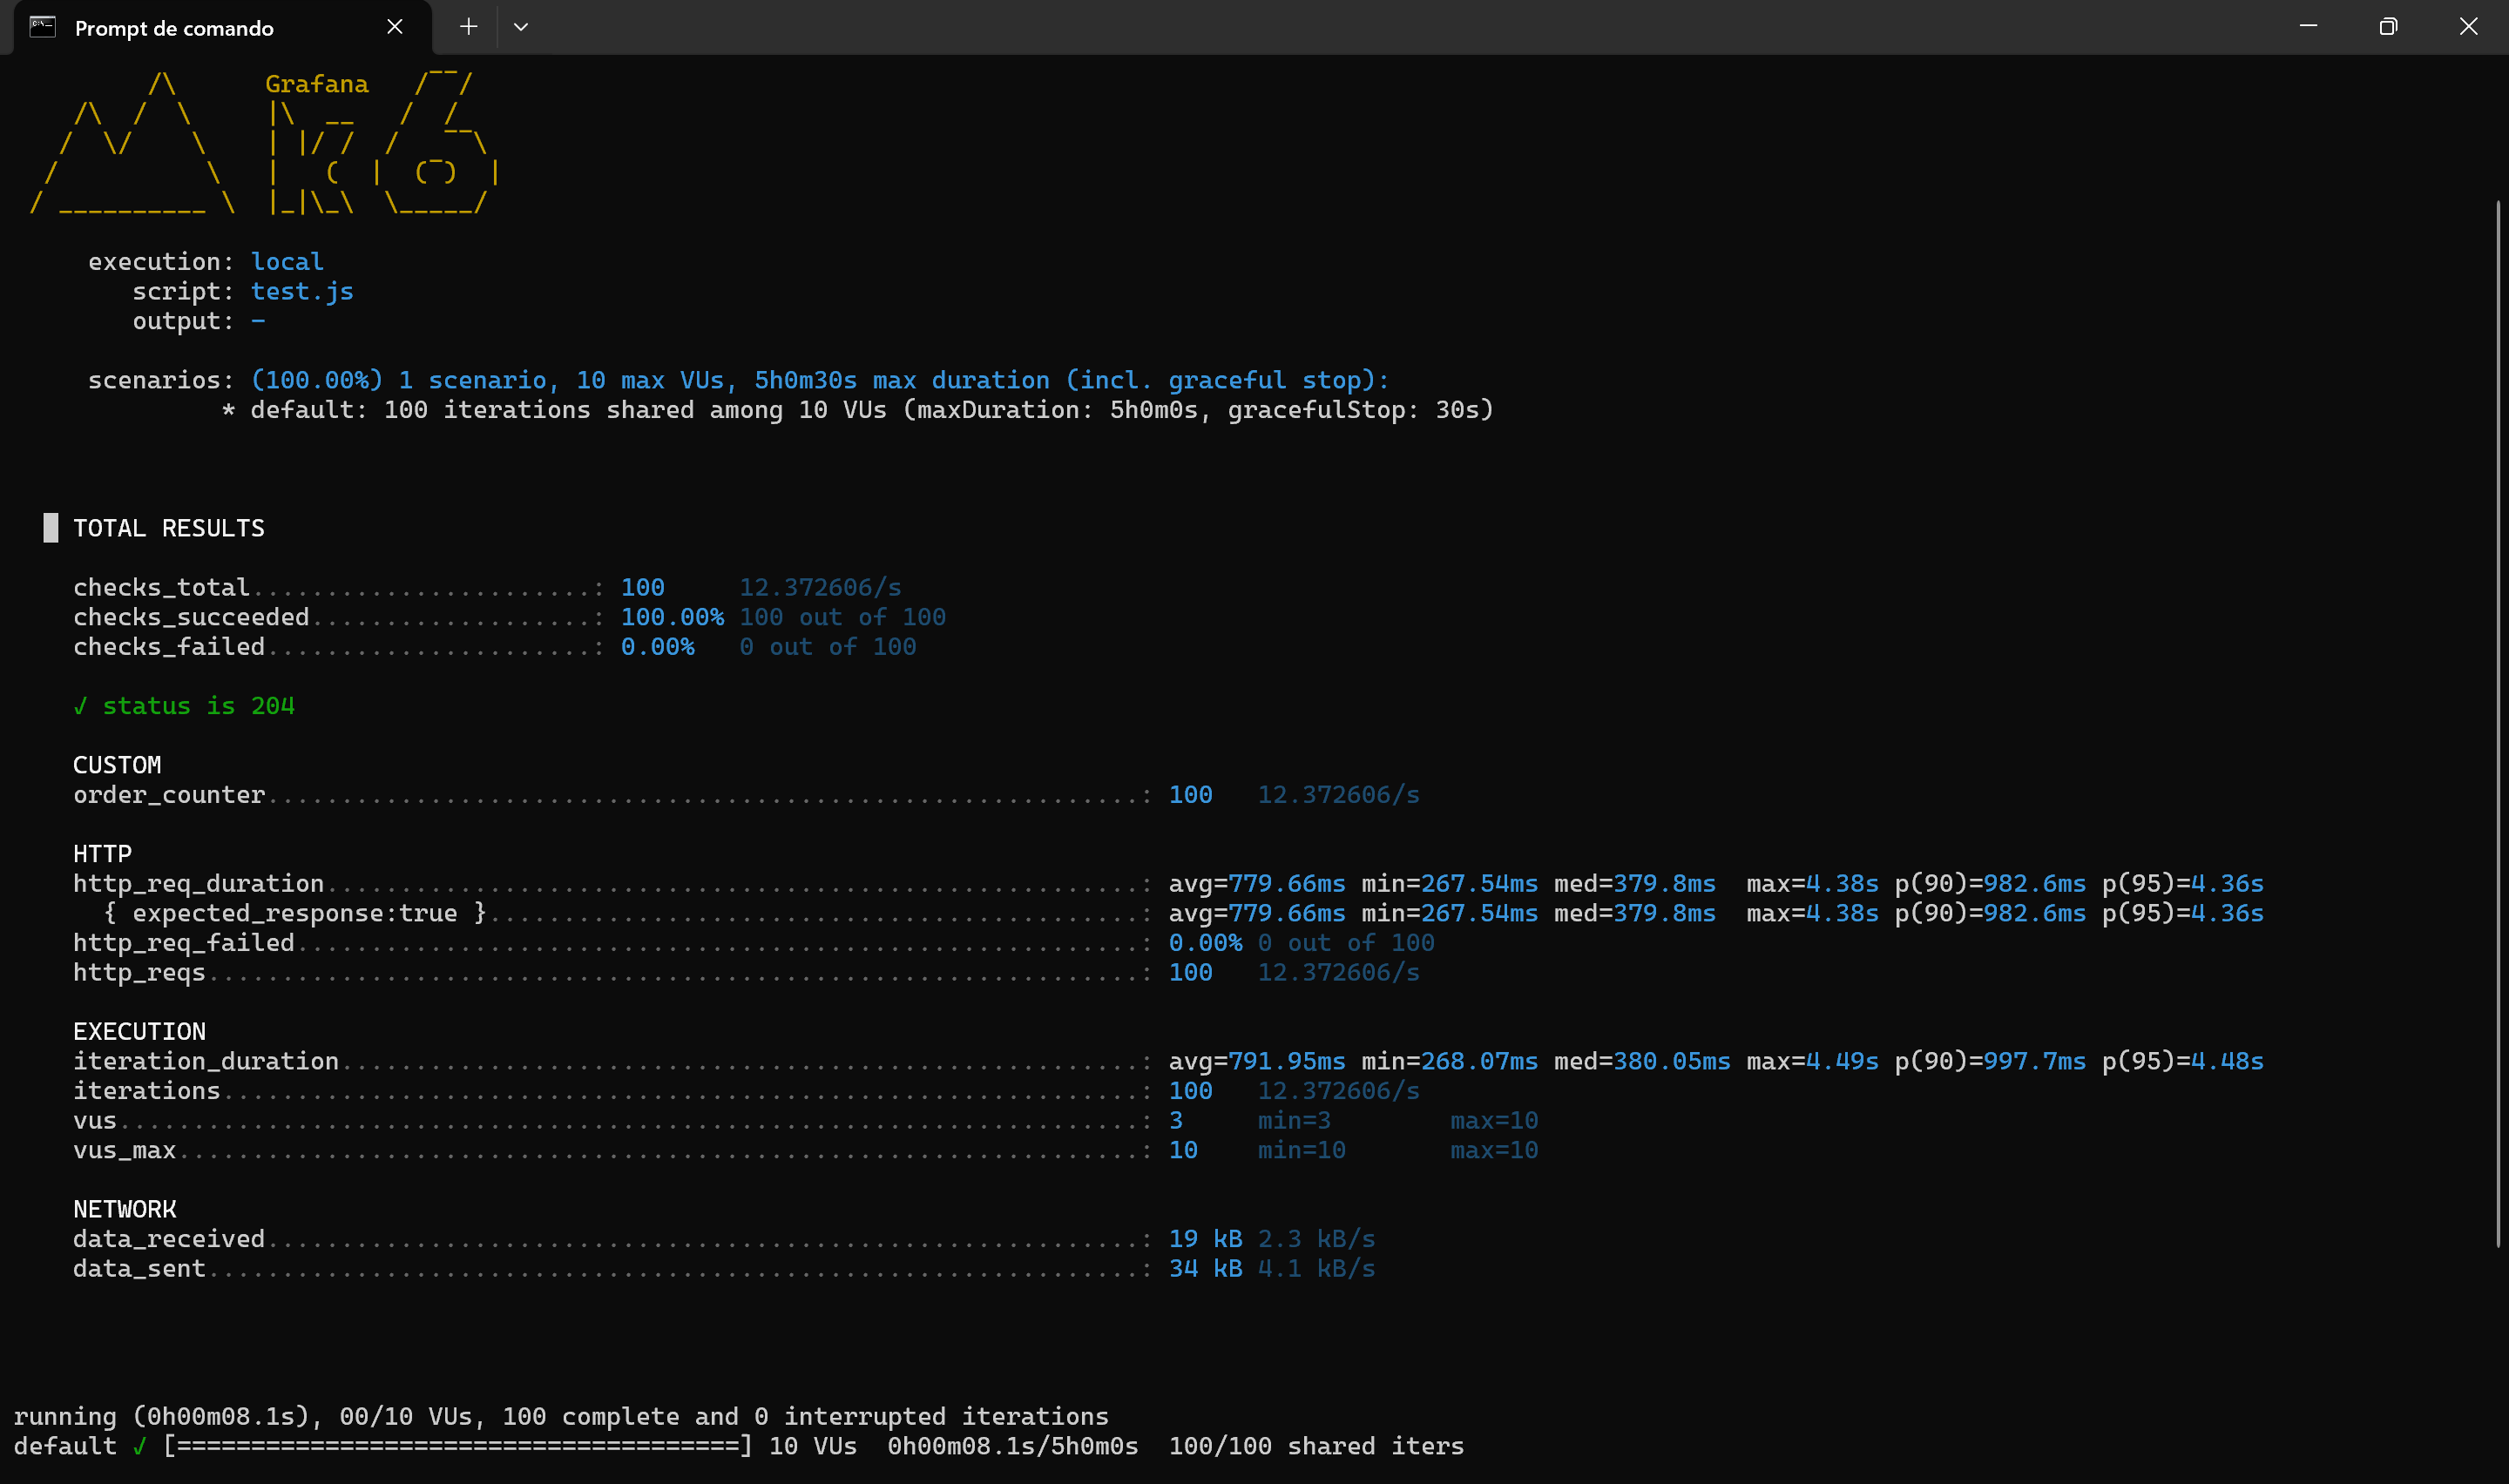 Prompt de comando
Grafana
execution: local
script: test.js
output: -
scenarios: (100.00%) 1 scenario, 10 max VUs, 5h0m30s max duration (incl. graceful stop):
* default: 100 iterations shared among 10 VUs (maxDuration: 5h0m0s, gracefulStop: 30s)
█ TOTAL RESULTS
checks_total.......................: 100     12.372606/s
checks_succeeded...................: 100.00% 100 out of 100
checks_failed......................: 0.00%   0 out of 100
✓ status is 204
CUSTOM
order_counter...........................................................: 100   12.372606/s
HTTP
http_req_duration.......................................................: avg=779.66ms min=267.54ms med=379.8ms  max=4.38s p(90)=982.6ms p(95)=4.36s
{ expected_response:true }............................................: avg=779.66ms min=267.54ms med=379.8ms  max=4.38s p(90)=982.6ms p(95)=4.36s
http_req_failed.........................................................: 0.00% 0 out of 100
http_reqs...............................................................: 100   12.372606/s
EXECUTION
iteration_duration......................................................: avg=791.95ms min=268.07ms med=380.05ms max=4.49s p(90)=997.7ms p(95)=4.48s
iterations..............................................................: 100   12.372606/s
vus.....................................................................: 3     min=3        max=10
vus_max.................................................................: 10    min=10       max=10
NETWORK
data_received...........................................................: 19 kB 2.3 kB/s
data_sent...............................................................: 34 kB 4.1 kB/s
running (0h00m08.1s), 00/10 VUs, 100 complete and 0 interrupted iterations
default ✓ [======================================] 10 VUs  0h00m08.1s/5h0m0s  100/100 shared iters